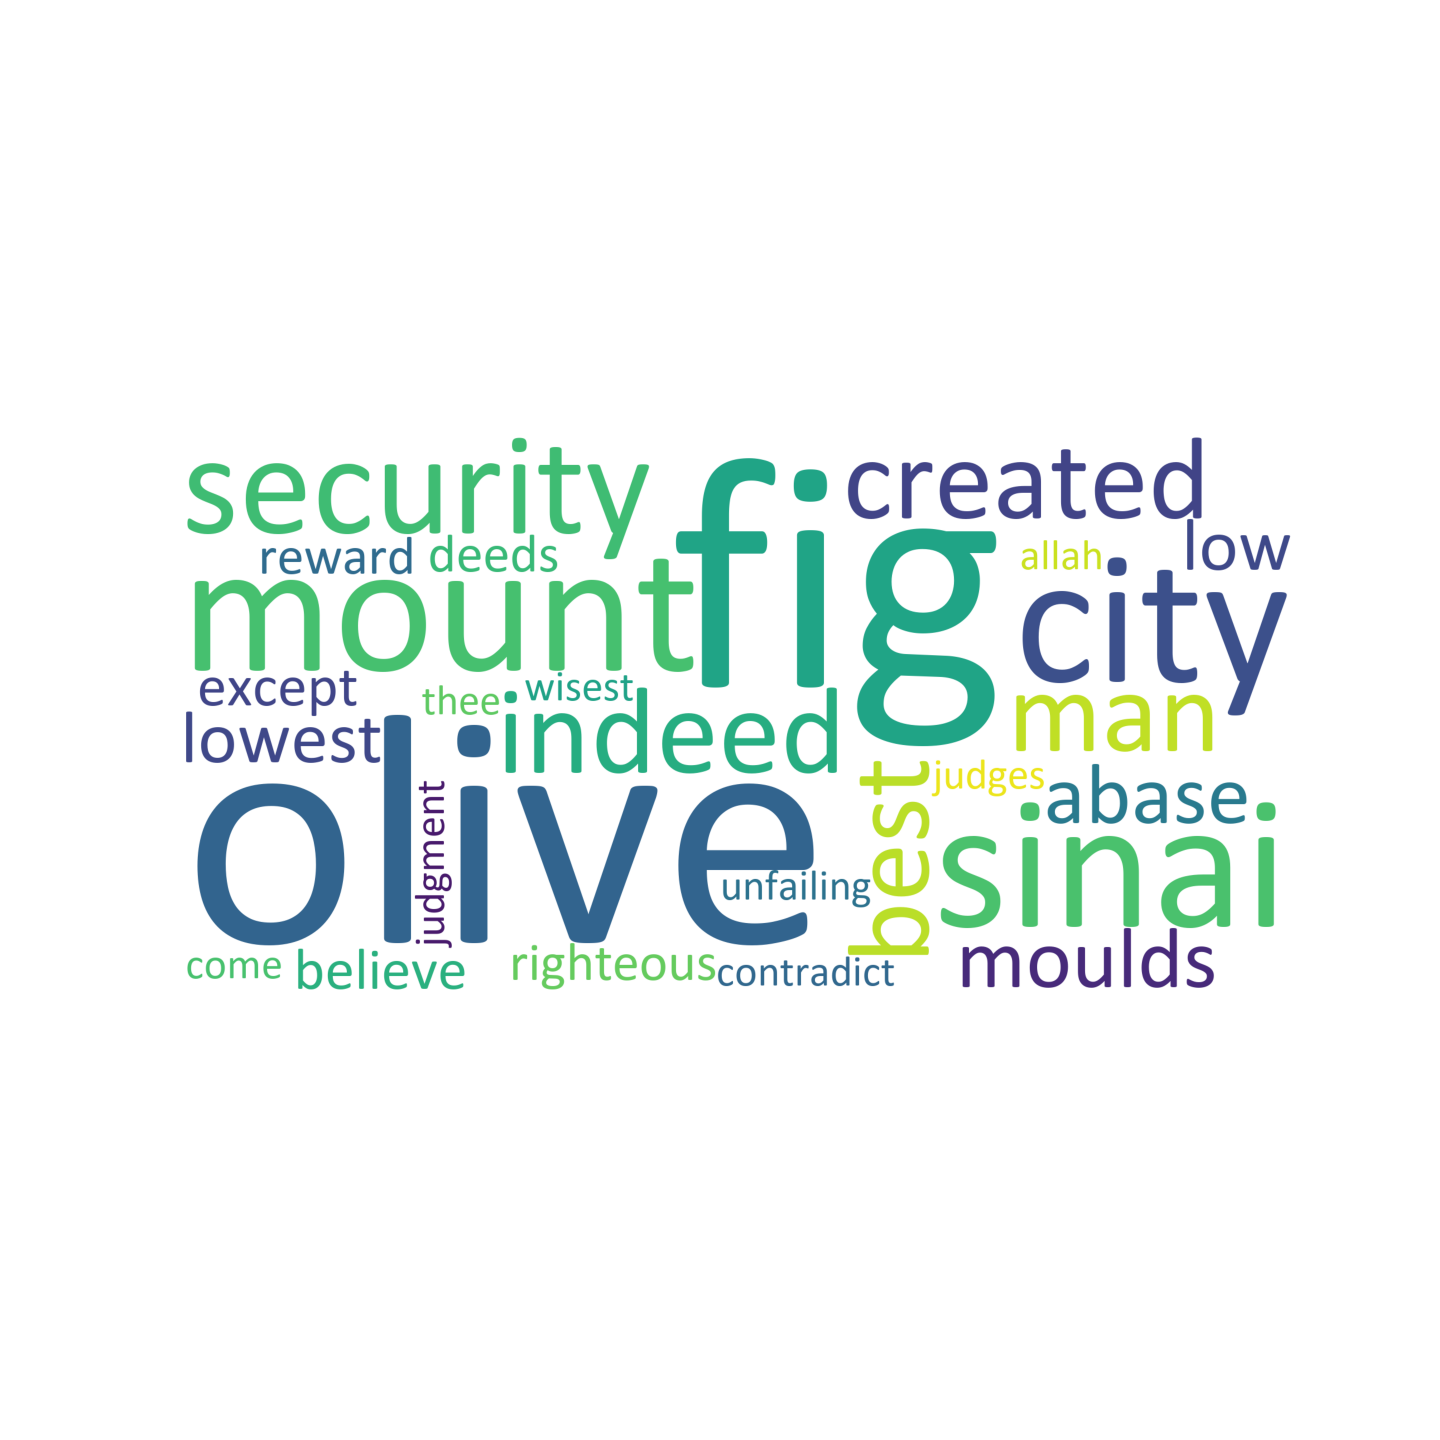 security
fig
created
low
reward
deeds
allah
mount
city
except
thee
wisest
indeed
man
lowest
olive
judgment
best
judges
abase
sinai
unfailing
come
believe
righteous
contradict
moulds